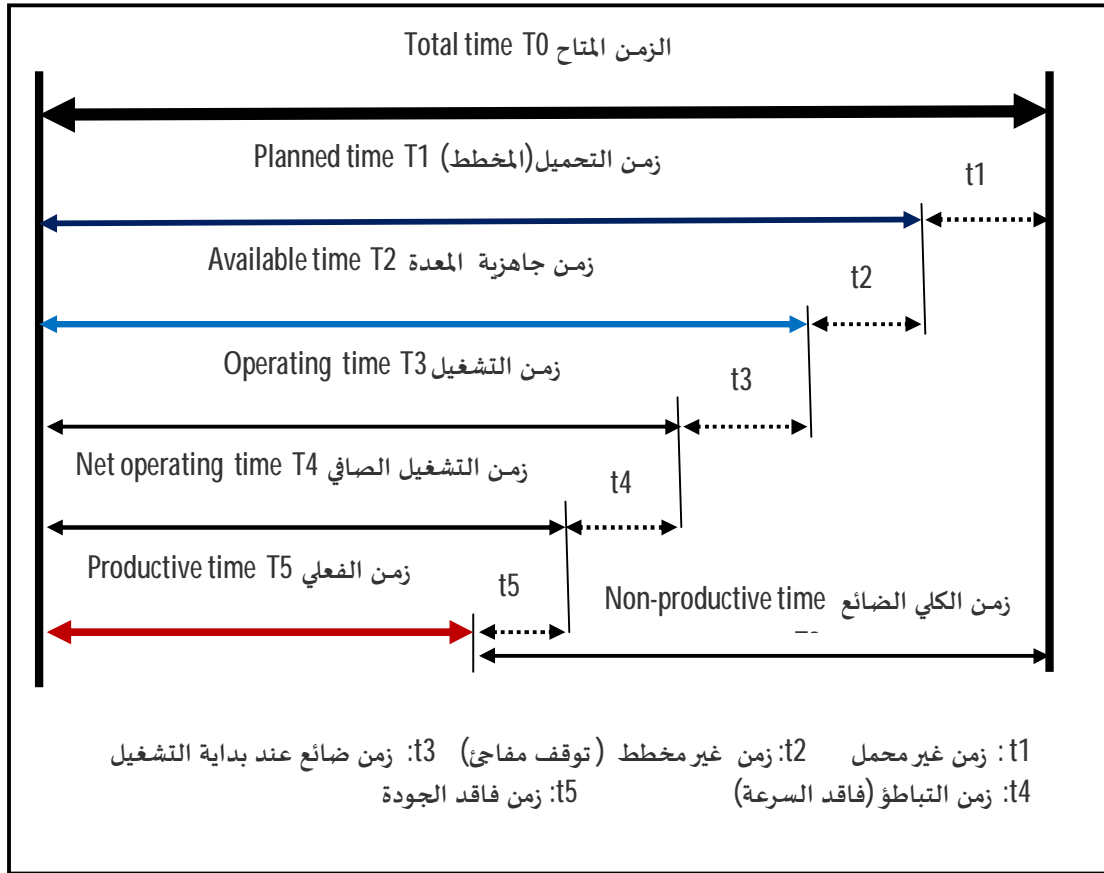 الزمن المتاح Total time T0
زمن التحميل(المخطط) Planned time T1
t1
زمن جاهزية المعدة Available time T2
t2
زمن التشغيل Operating time T3
t3
زمن التشغيل الصافي Net operating time T4
t4
زمن الفعلي Productive time T5
t5
زمن الكلي الضائع Non-productive time
t1 : زمن غير محمل t2: زمن غير مخطط (توقف مفاجئ) t3: زمن ضائع عند بداية التشغيل
t4: زمن التباطؤ (فاقد السرعة) t5: زمن فاقد الجودة